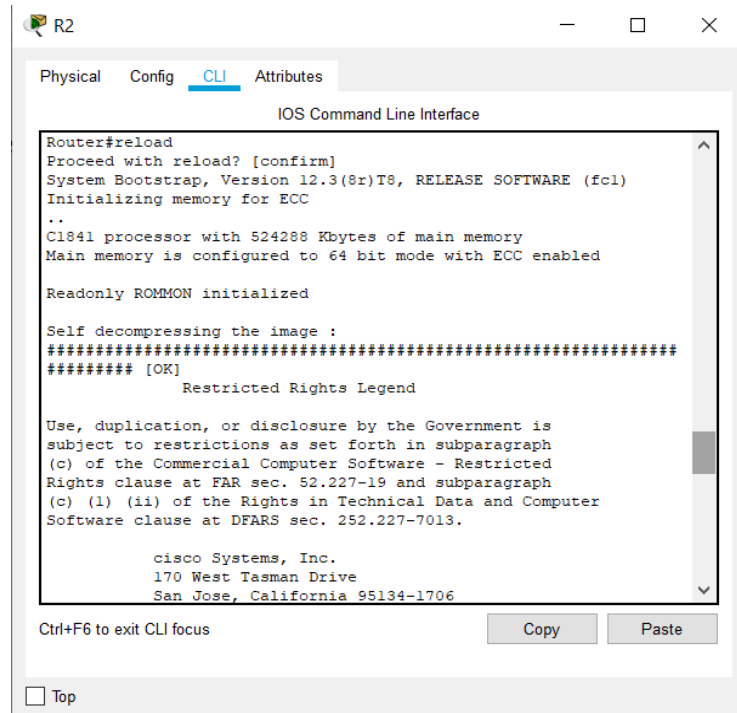 R2
Physical Config CLI Attributes
IOS Command Line Interface
Router#reload
Proceed with reload? [confirm]
System Bootstrap, Version 12.3(8r)T8, RELEASE SOFTWARE (fc1)
Initializing memory for ECC
..
C1841 processor with 524288 Kbytes of main memory
Main memory is configured to 64 bit mode with ECC enabled
Readonly ROMMON initialized
Self decompressing the image :
#################################################################
######### [OK]
Restricted Rights Legend
Use, duplication, or disclosure by the Government is
subject to restrictions as set forth in subparagraph
(c) of the Commercial Computer Software - Restricted
Rights clause at FAR sec. 52.227-19 and subparagraph
(c) (1) (ii) of the Rights in Technical Data and Computer
Software clause at DFARS sec. 252.227-7013.
cisco Systems, Inc.
170 West Tasman Drive
San Jose, California 95134-1706
Ctrl+F6 to exit CLI focus
Copy Paste
Top